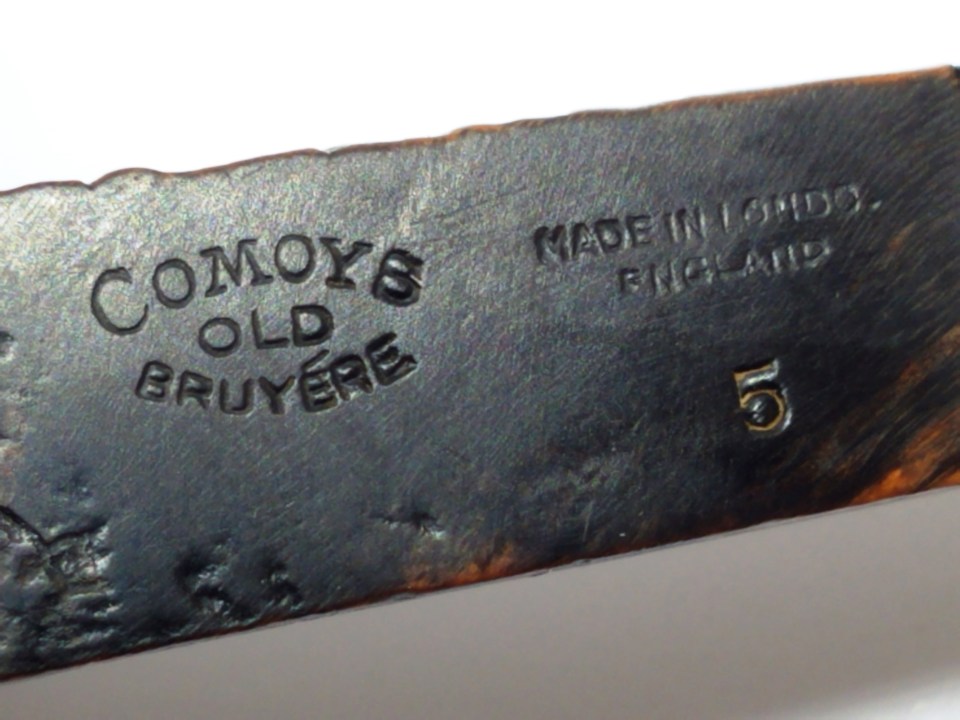 COMOYS
OLD
BRUYÉRE
MADE IN LONDON
ENGLAND
5